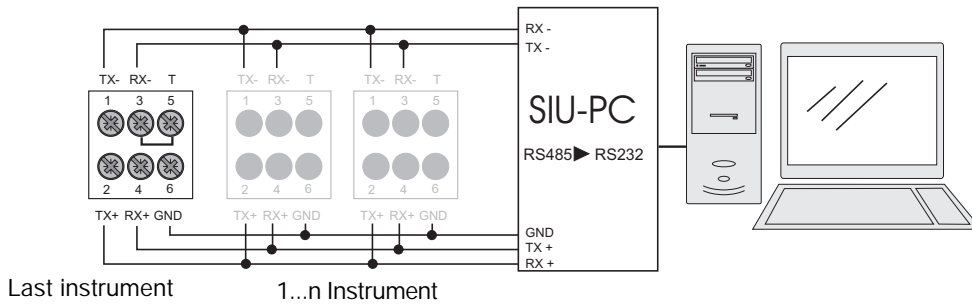 RX -
TX -
TX- RX- T
TX- RX- T
TX- RX- T
1 3 5
1 3 5
1 3 5
2 4 6
2 4 6
2 4 6
TX+ RX+ GND
TX+ RX+ GND
TX+ RX+ GND
SIU-PC
RS485 ▶ RS232
GND
TX +
RX +
Last instrument
1...n Instrument